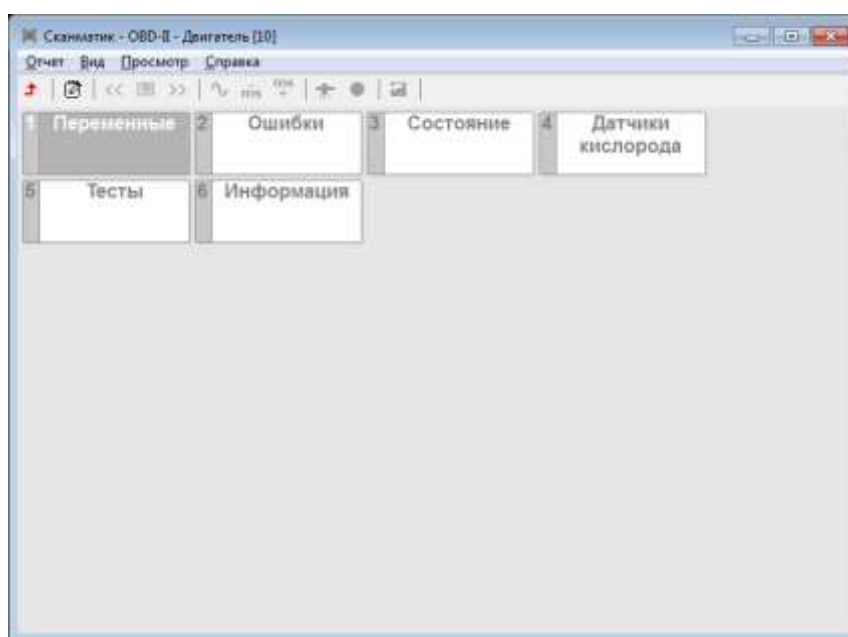 Сканматик - OBD-II - Двигатель [10]
Отчет Вид Просмотр Справка
1 Переменные 2 Ошибки 3 Состояние 4 Датчики кислорода
5 Тесты 6 Информация